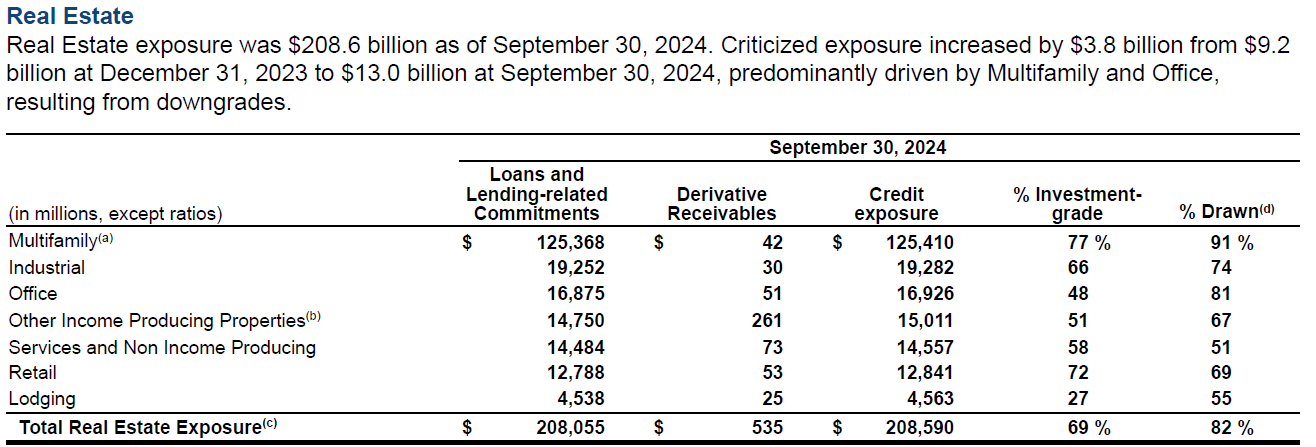 Real Estate
Real Estate exposure was $208.6 billion as of September 30, 2024. Criticized exposure increased by $3.8 billion from $9.2
billion at December 31, 2023 to $13.0 billion at September 30, 2024, predominantly driven by Multifamily and Office,
resulting from downgrades.
September 30, 2024
(in millions, except ratios) Loans and Lending-related Commitments Derivative Receivables Credit exposure % Investment-grade % Drawn(d)
Multifamily(a) $ 125,368 $ 42 $ 125,410 77 % 91 %
Industrial 19,252 30 19,282 66 74
Office 16,875 51 16,926 48 81
Other Income Producing Properties(b) 14,750 261 15,011 51 67
Services and Non Income Producing 14,484 73 14,557 58 51
Retail 12,788 53 12,841 72 69
Lodging 4,538 25 4,563 27 55
Total Real Estate Exposure(c) $ 208,055 $ 535 $ 208,590 69 % 82 %